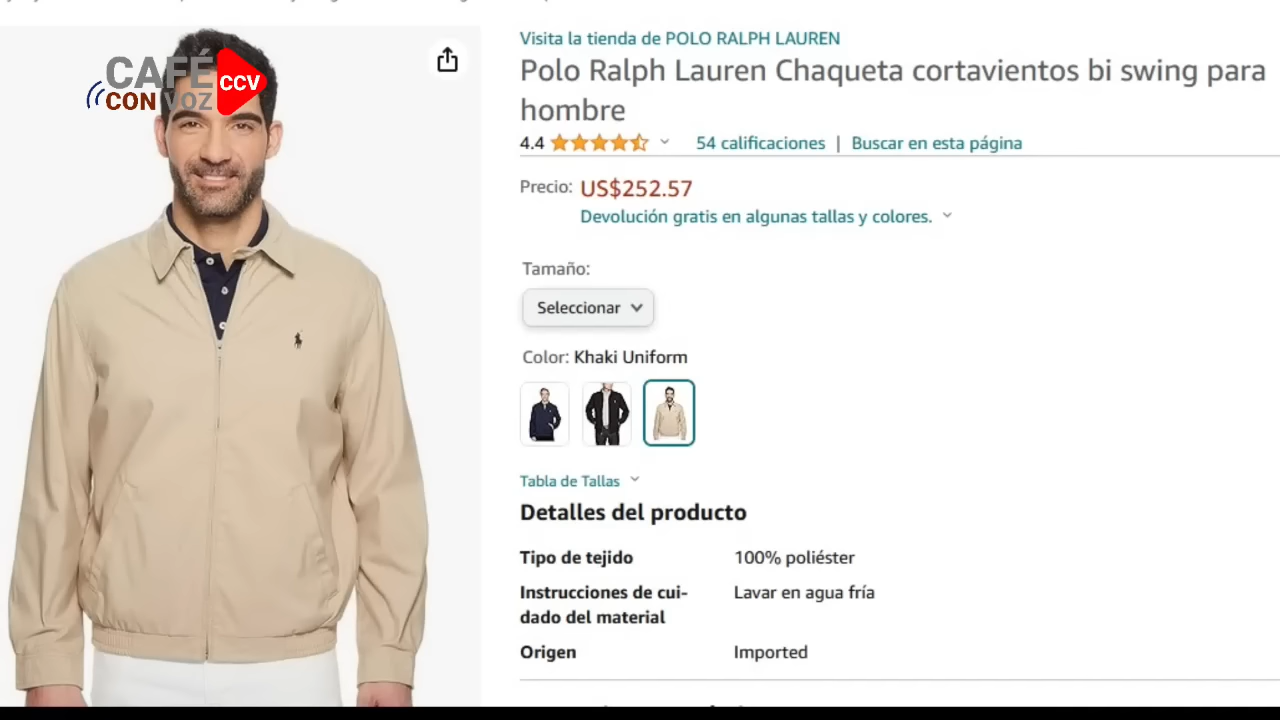 CAFÉ
CON VOZ
CCV
Visita la tienda de POLO RALPH LAUREN
Polo Ralph Lauren Chaqueta cortavientos bi swing para
hombre
4.4
54 calificaciones | Buscar en esta página
Precio: US$252.57
Devolución gratis en algunas tallas y colores.
Tamaño:
Seleccionar
Color: Khaki Uniform
Tabla de Tallas
Detalles del producto
Tipo de tejido 100% poliéster
Instrucciones de cui- Lavar en agua fría
dado del material
Origen Imported